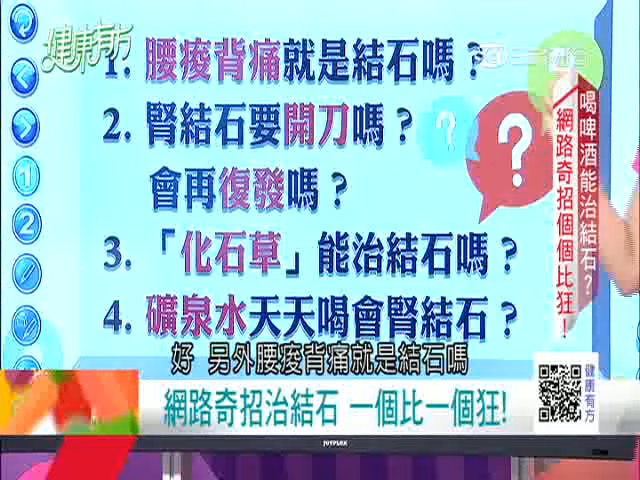 健康有方
1. 腰痠背痛就是結石嗎？
2. 腎結石要開刀嗎？
會再復發嗎？
3. 「化石草」能治結石嗎？
4. 礦泉水天天喝會腎結石？
?
?
1
2
喝啤酒能治結石？
網路奇招個個比狂！
好 另外腰痠背痛就是結石嗎
網路奇招治結石 一個比一個狂!
健康有方
JOYPLEX